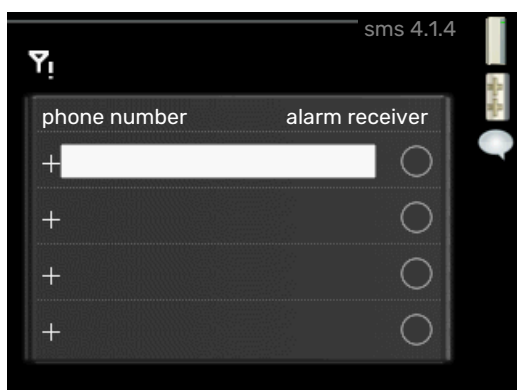 sms 4.1.4
phone number alarm receiver
+
+
+
+